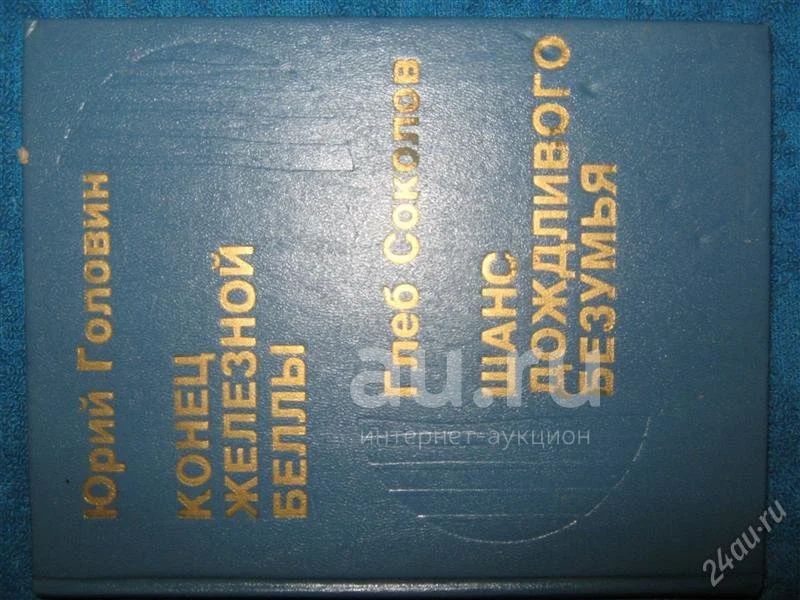 Юрий Головин
КОНЕЦ
ЖЕЛЕЗНОЙ
БЕЛЛЫ
Глеб Соколов
ШАНС
ДОЖДЛИВОГО
БЕЗУМЬЯ
au.ru
интернет-аукцион
24au.ru